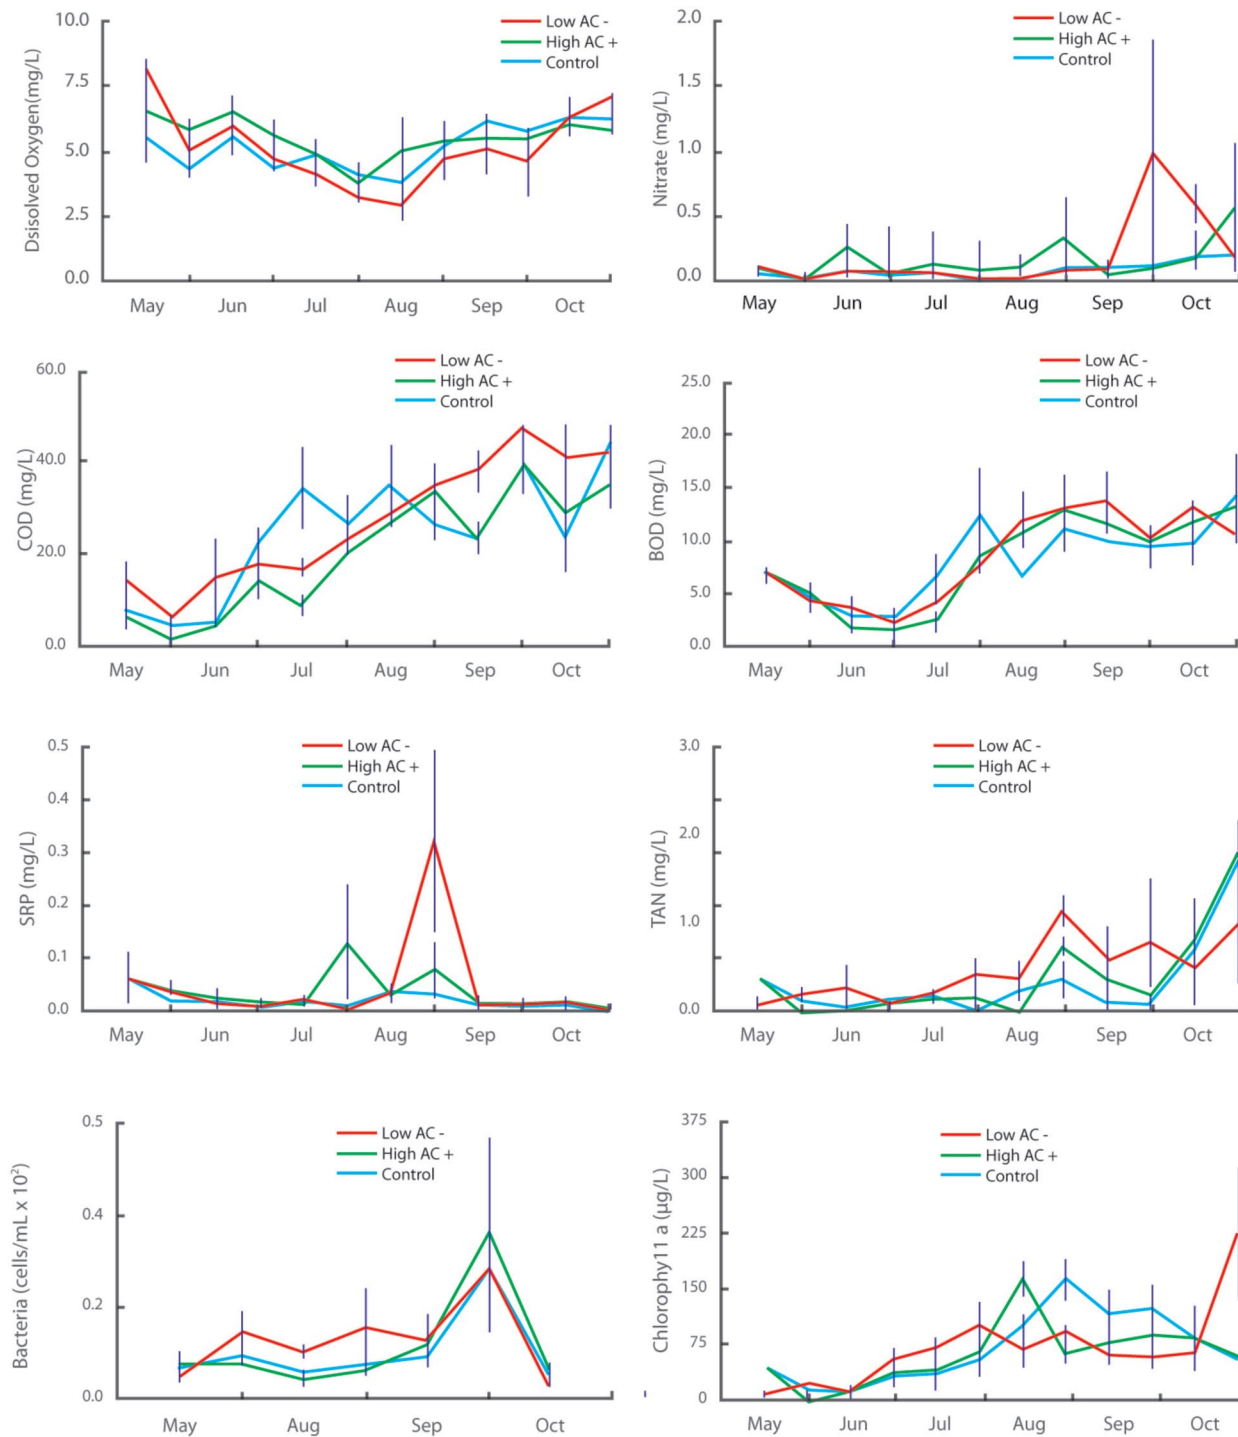 10.0
7.5
5.0
2.5
0.0
Dsisolved Oxygen(mg/L)
Low AC -
High AC +
Control
May Jun Jul Aug Sep Oct
2.0
1.5
1.0
0.5
0.0
Nitrate (mg/L)
Low AC -
High AC +
Control
May Jun Jul Aug Sep Oct
60.0
40.0
20.0
0.0
COD (mg/L)
Low AC -
High AC +
Control
May Jun Jul Aug Sep Oct
25.0
20.0
15.0
10.0
5.0
0.0
BOD (mg/L)
Low AC -
High AC +
Control
May Jun Jul Aug Sep Oct
0.5
0.4
0.3
0.2
0.1
0.0
SRP (mg/L)
Low AC -
High AC +
Control
May Jun Jul Aug Sep Oct
3.0
2.0
1.0
0.0
TAN (mg/L)
Low AC -
High AC +
Control
May Jun Jul Aug Sep Oct
0.5
0.4
0.2
0.0
Bacteria (cells/mL x 10²)
Low AC -
High AC +
Control
May Aug Sep Oct
375
300
225
150
75
0
Chlorophy11 a (µg/L)
Low AC -
High AC +
Control
May Jun Jul Aug Sep Oct